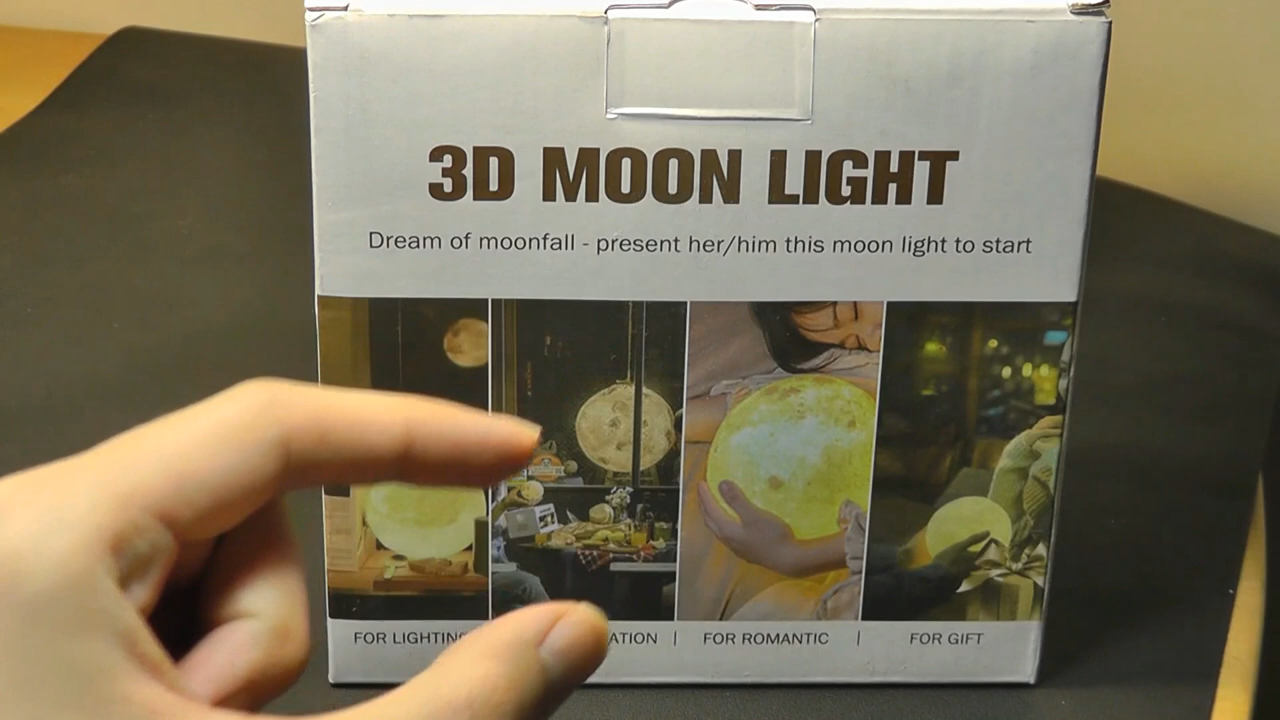 3D MOON LIGHT
Dream of moonfall - present her/him this moon light to start
FOR LIGHTING | FOR ROMANTIC | FOR GIFT